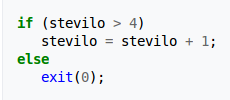 if (stevilo > 4)
   stevilo = stevilo + 1;
else
   exit(0);